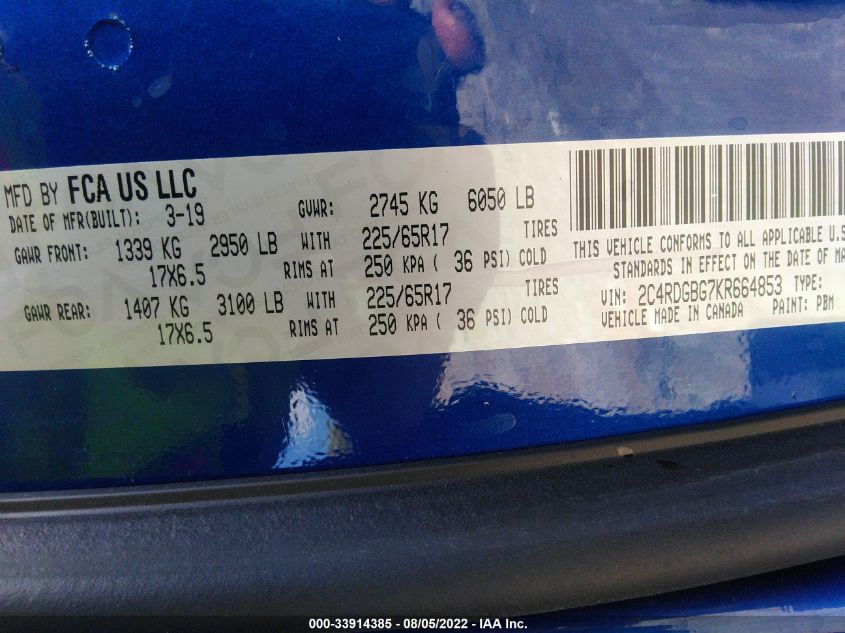 MFD BY FCA US LLC
DATE OF MFR(BUILT): 3-19 GVWR: 2745 KG 6050 LB
GAWR FRONT: 1339 KG 2950 LB WITH 225/65R17 TIRES
17X6.5 RIMS AT 250 KPA ( 36 PSI) COLD
GAWR REAR: 1407 KG 3100 LB WITH 225/65R17 TIRES
17X6.5 RIMS AT 250 KPA ( 36 PSI) COLD
THIS VEHICLE CONFORMS TO ALL APPLICABLE U.S
STANDARDS IN EFFECT ON THE DATE OF MA
VIN: 2C4RDGBG7KR664853 TYPE:
VEHICLE MADE IN CANADA PAINT: PBM
000-33914385 - 08/05/2022 - IAA Inc.